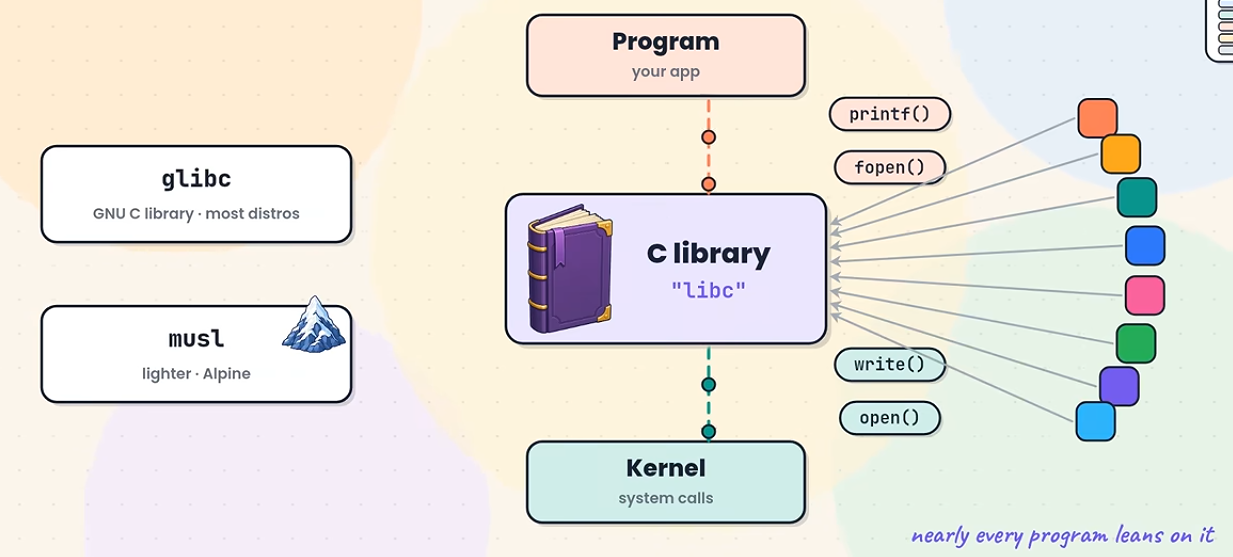 Program
your app
printf()
fopen()
glibc
GNU C library · most distros
C library
"libc"
musl
lighter · Alpine
write()
open()
Kernel
system calls
nearly every program leans on it